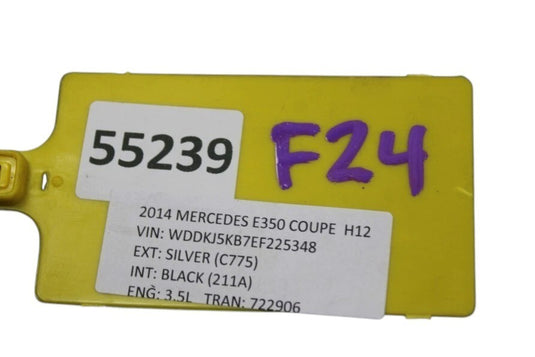 55239
F24
2014 MERCEDES E350 COUPE H12
VIN: WDDKJ5KB7EF225348
EXT: SILVER (C775)
INT: BLACK (211A)
ENG: 3.5L TRAN: 722906